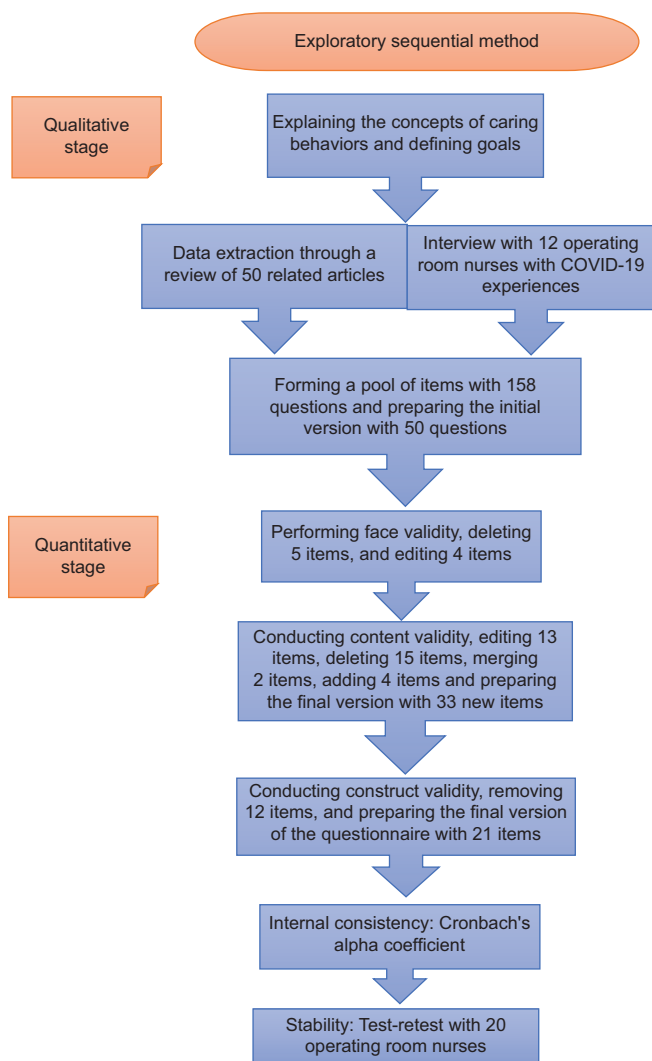 Exploratory sequential method
Qualitative
stage
Explaining the concepts of caring
behaviors and defining goals
Data extraction through a
review of 50 related articles
Interview with 12 operating
room nurses with COVID-19
experiences
Forming a pool of items with 158
questions and preparing the initial
version with 50 questions
Quantitative
stage
Performing face validity, deleting
5 items, and editing 4 items
Conducting content validity, editing 13
items, deleting 15 items, merging
2 items, adding 4 items and preparing
the final version with 33 new items
Conducting construct validity, removing
12 items, and preparing the final version
of the questionnaire with 21 items
Internal consistency: Cronbach's
alpha coefficient
Stability: Test-retest with 20
operating room nurses